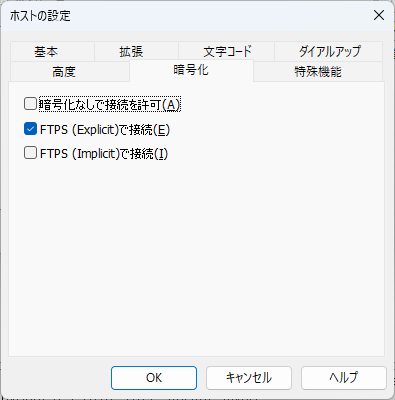 ホストの設定
基本 拡張 文字コード ダイアルアップ
高度 暗号化 特殊機能
暗号化なしで接続を許可(A)
FTPS (Explicit)で接続(E)
FTPS (Implicit)で接続(I)
OK キャンセル ヘルプ